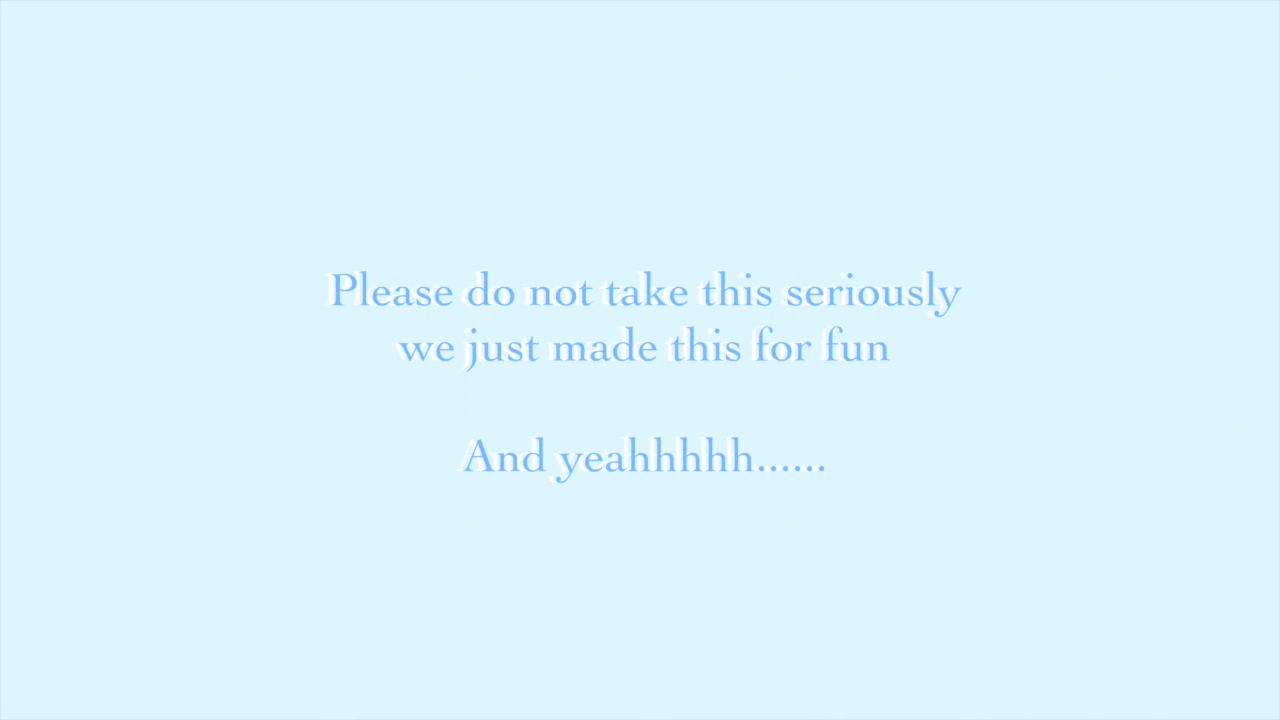 Please do not take this seriously
we just made this for fun
And yeahhhhh......